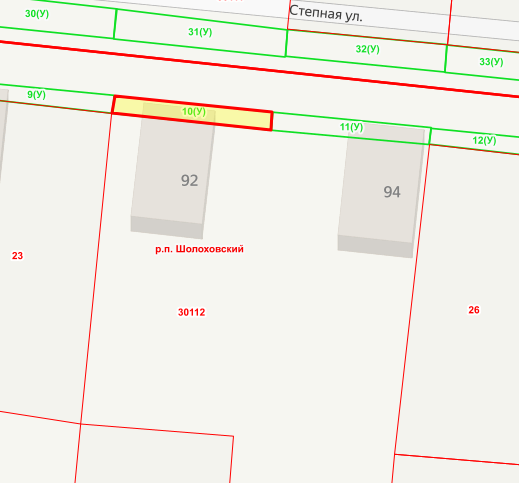 Степная ул.
30(У)
31(У)
32(У)
33(У)
9(У)
10(У)
11(У)
12(У)
92
94
р.п. Шолоховский
23
30112
26